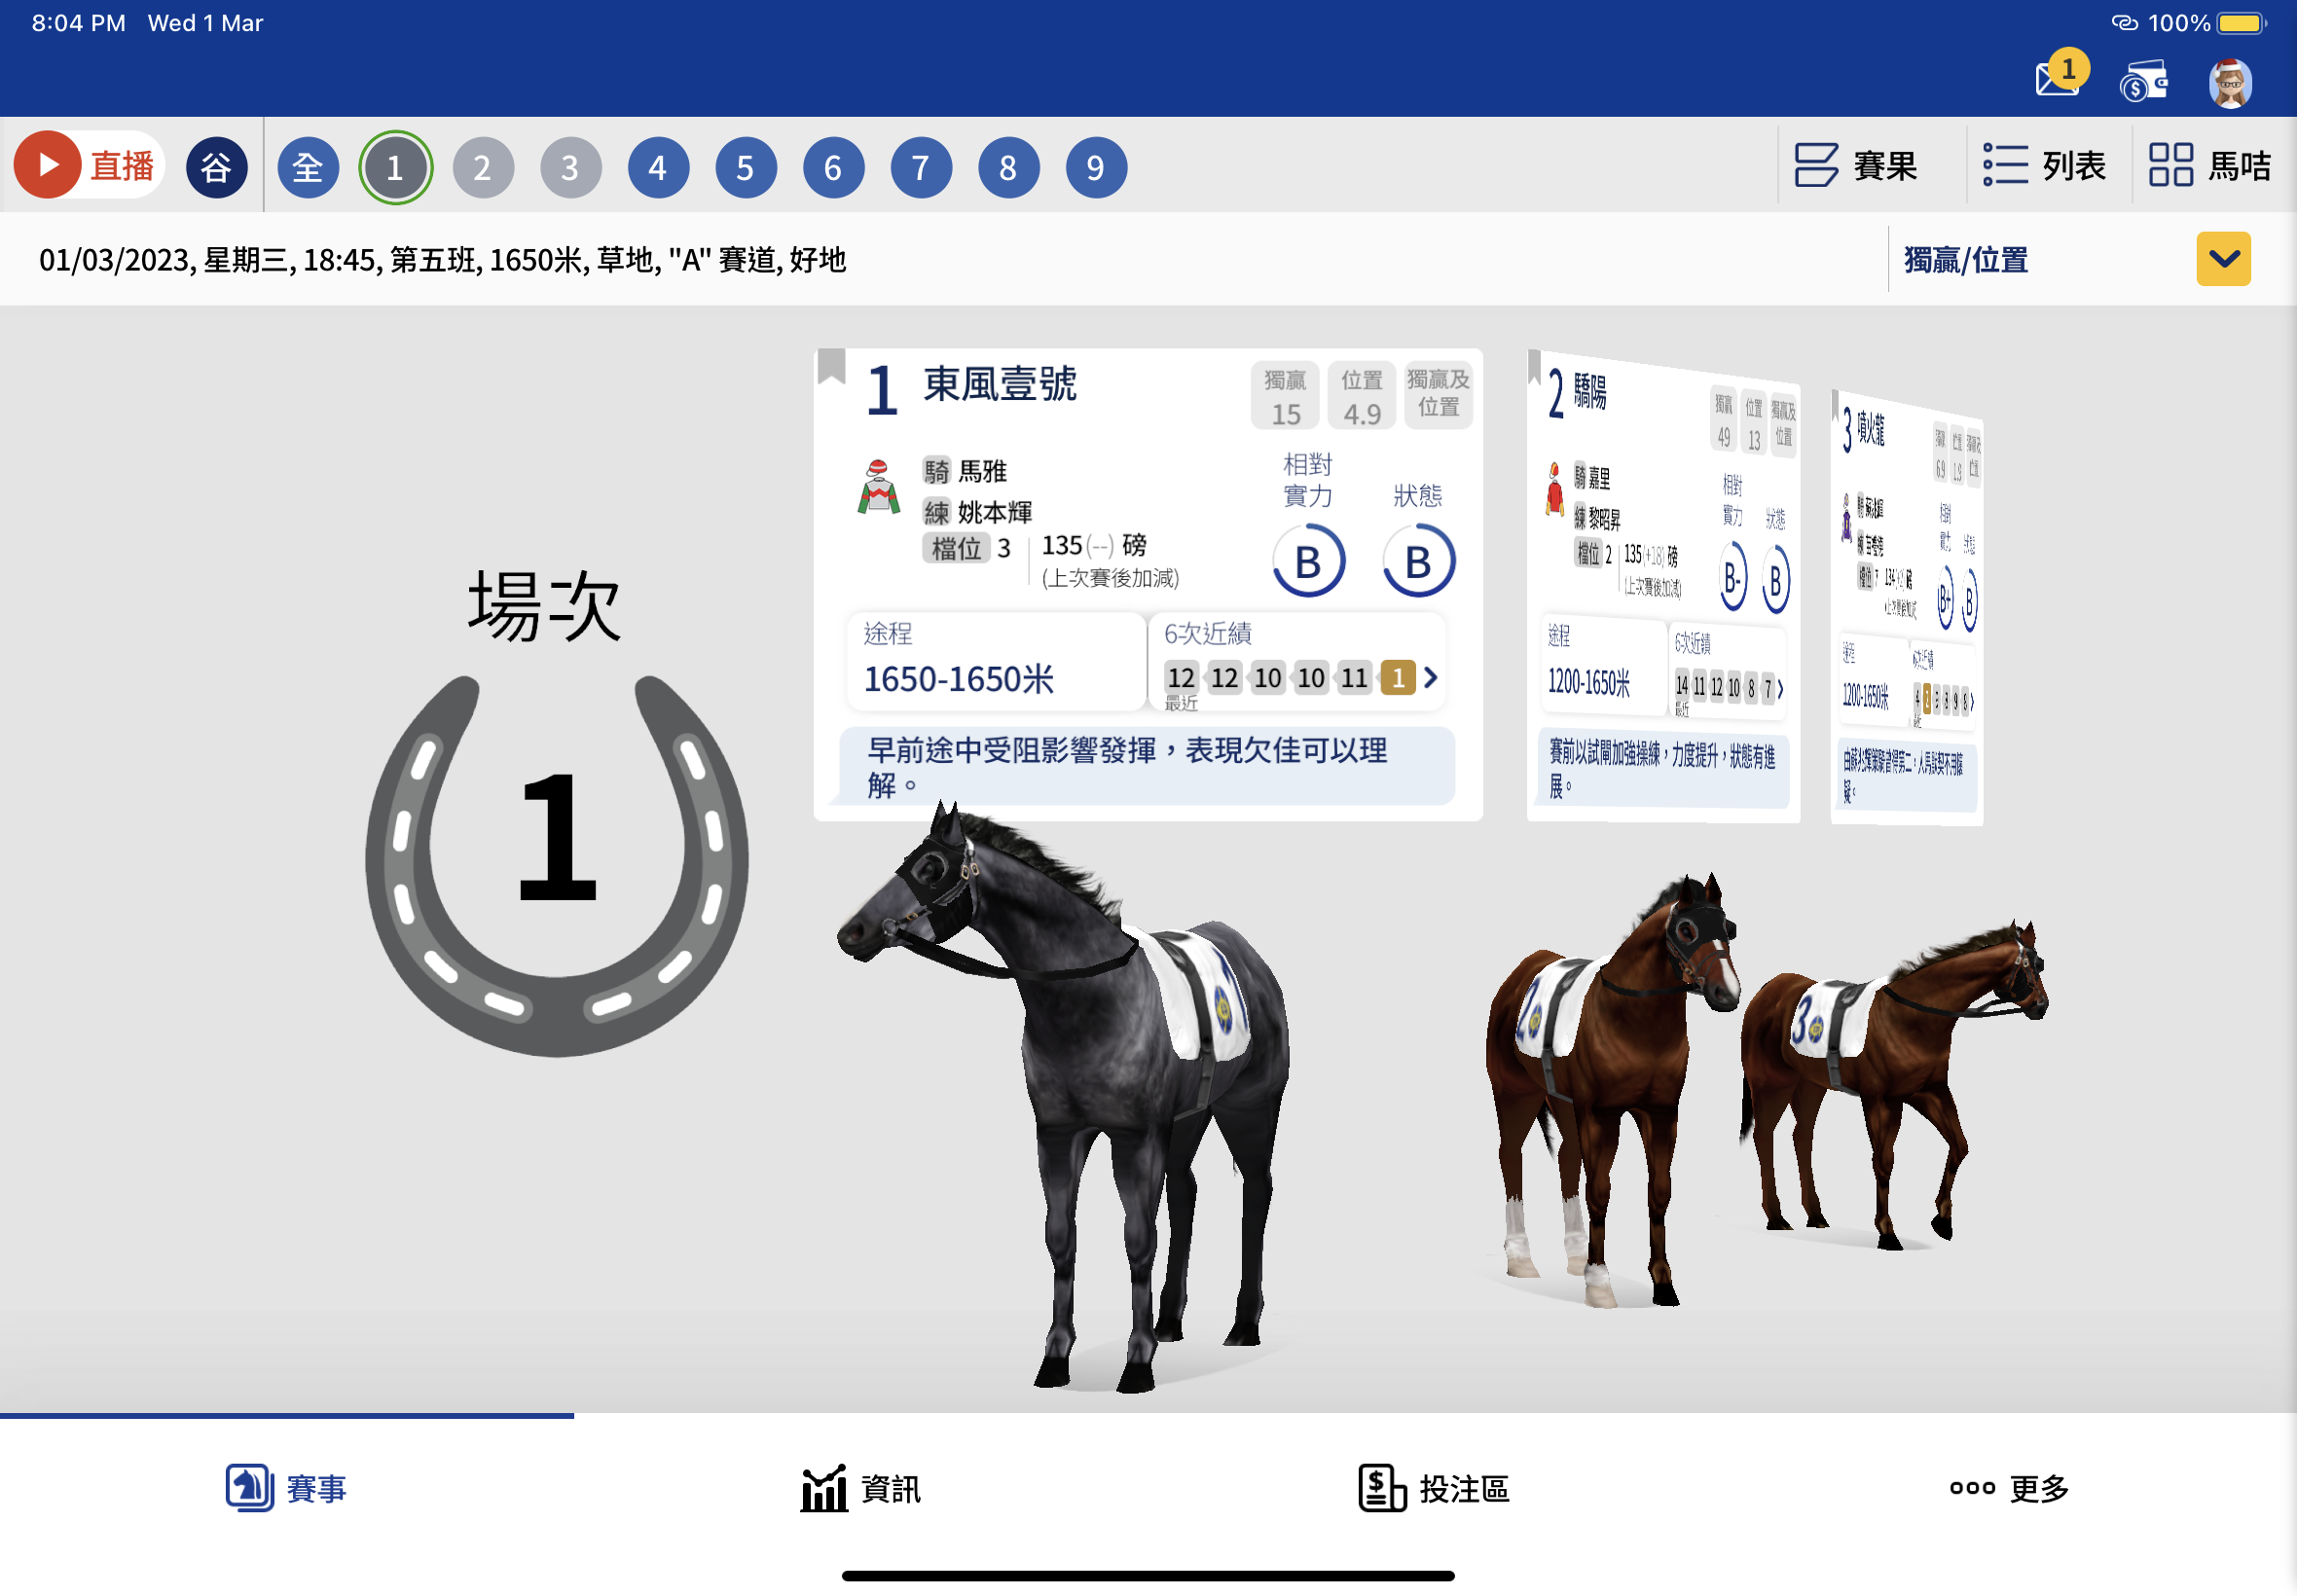 8:04 PM Wed 1 Mar
100%
1
直播
谷
全 1 2 3 4 5 6 7 8 9
賽果
列表
馬咭
01/03/2023, 星期三, 18:45, 第五班, 1650米, 草地, "A" 賽道, 好地
獨贏/位置
場次
1
1 東風壹號
獨贏 15
位置 4.9
獨贏及位置
騎 馬雅
練 姚本輝
檔位 3
135(--) 磅
(上次賽後加減)
相對實力
B
狀態
B
途程
1650-1650米
6次近績
12 12 10 10 11 1
最近
早前途中受阻影響發揮，表現欠佳可以理
解。
2 驕陽
獨贏 49
位置 13
獨贏及位置
騎 嘉里
練 黎昭昇
檔位 2
135(+18) 磅
(上次賽後加減)
相對實力
B-
狀態
B
途程
1200-1650米
6次近績
14 11 12 10 8 7
最近
賽前以試閘加強操練，力度提升，狀態有進
展。
3 噴火龍
獨贏 6.9
位置 1.9
獨贏及位置
檔位 7
相對實力
B+
狀態
B
途程
1200-1650米
6次近績
1
2
3
賽事
資訊
投注區
更多